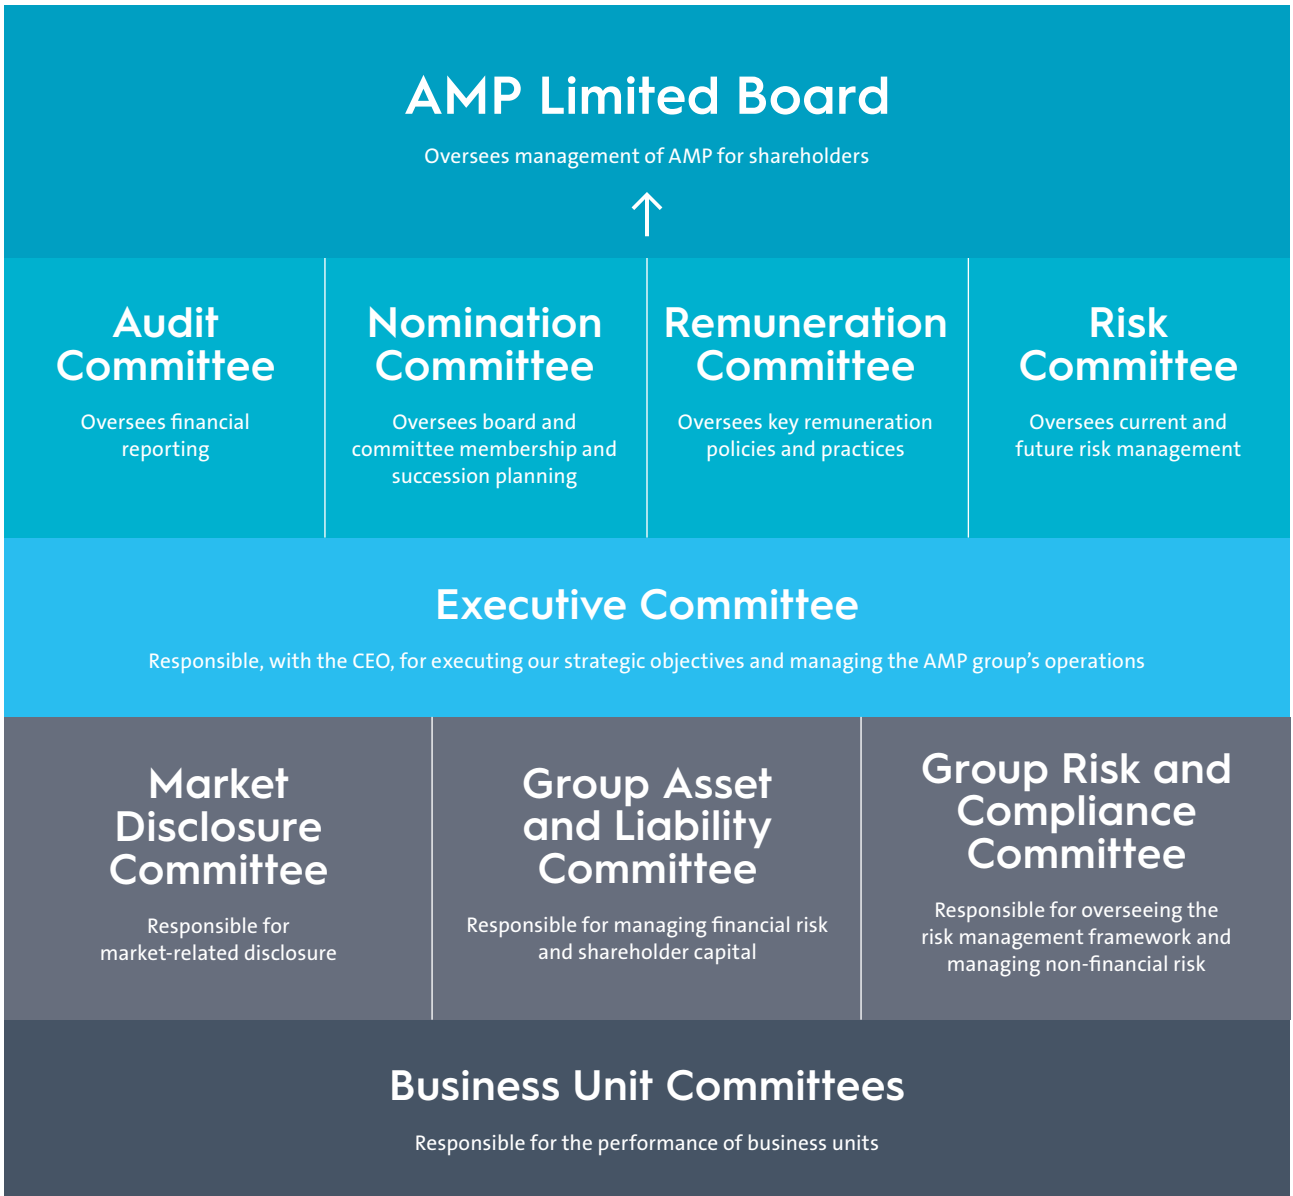 AMP Limited Board
Oversees management of AMP for shareholders
Audit
Committee
Oversees financial
reporting
Nomination
Committee
Oversees board and
committee membership and
succession planning
Remuneration
Committee
Oversees key remuneration
policies and practices
Risk
Committee
Oversees current and
future risk management
Executive Committee
Responsible, with the CEO, for executing our strategic objectives and managing the AMP group’s operations
Market
Disclosure
Committee
Responsible for
market-related disclosure
Group Asset
and Liability
Committee
Responsible for managing financial risk
and shareholder capital
Group Risk and
Compliance
Committee
Responsible for overseeing the
risk management framework and
managing non-financial risk
Business Unit Committees
Responsible for the performance of business units